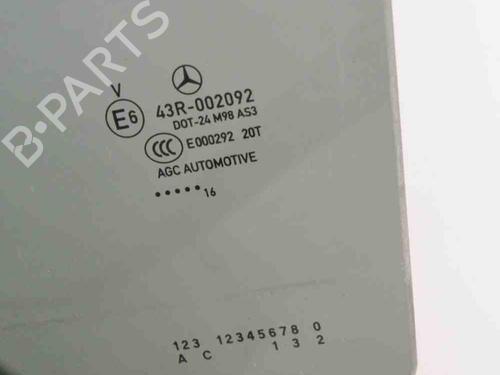 B-PARTS
V
E6
43R-002092
DOT-24 M98 AS3
CCC
E000292 20T
AGC AUTOMOTIVE
••••• 16
123 12345678 0
A C 1 3 2